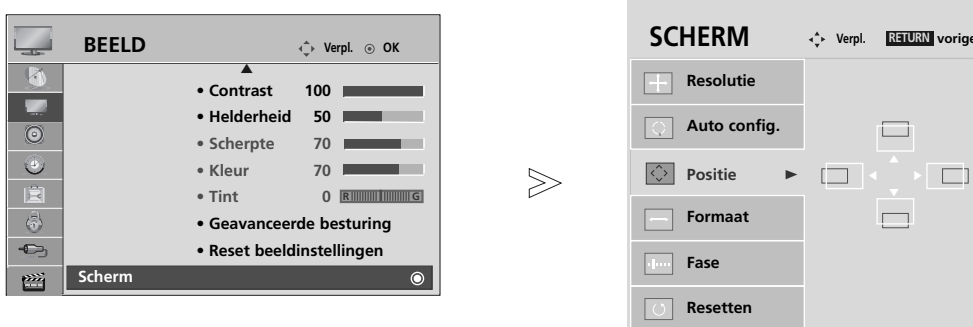 BEELD
Verpl. OK
• Contrast 100
• Helderheid 50
• Scherpte 70
• Kleur 70
• Tint 0 R G
• Geavanceerde besturing
• Reset beeldinstellingen
Scherm
SCHERM
Verpl. RETURN vorige
Resolutie
Auto config.
Positie
Formaat
Fase
Resetten